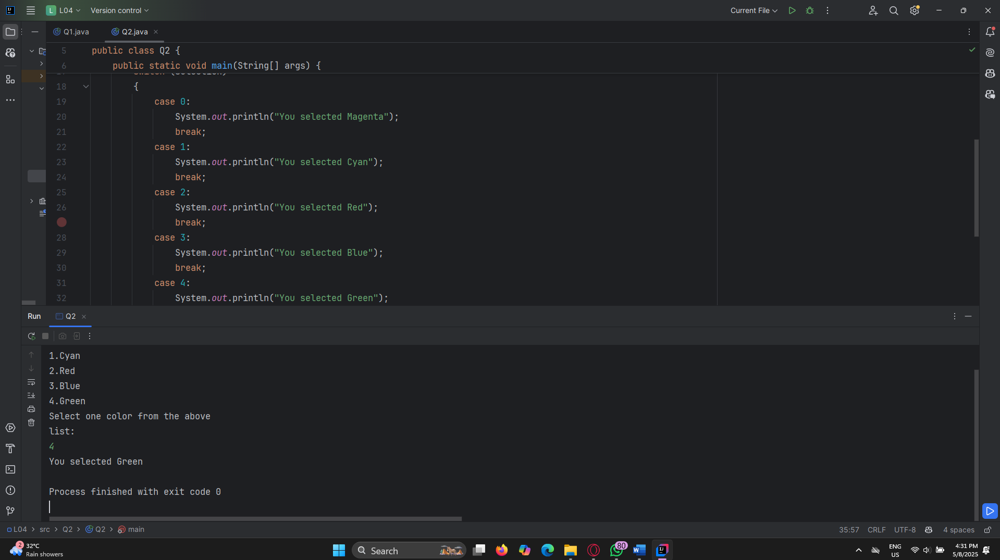 L L04 Version control Current File
Q1.java Q2.java
5 public class Q2 {
6 public static void main(String[] args) {
18 {
19 case 0:
20 System.out.println("You selected Magenta");
21 break;
22 case 1:
23 System.out.println("You selected Cyan");
24 break;
25 case 2:
26 System.out.println("You selected Red");
break;
28 case 3:
29 System.out.println("You selected Blue");
30 break;
31 case 4:
32 System.out.println("You selected Green");
Run Q2
1.Cyan
2.Red
3.Blue
4.Green
Select one color from the above
list:
4
You selected Green
Process finished with exit code 0
L04 > src > Q2 > Q2 > main 35:57 CRLF UTF-8 4 spaces
2 32°C
Rain showers
Search
80
ENG
US
4:31 PM
5/8/2025